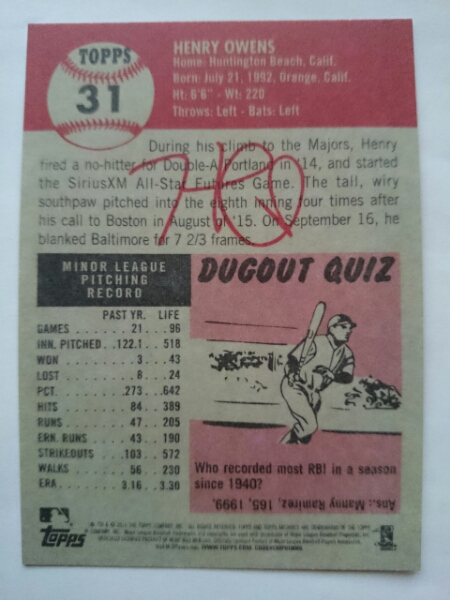 TOPPS
31
HENRY OWENS
Home: Huntington Beach, Calif.
Born: July 21, 1992, Orange, Calif.
Ht: 6'6" - Wt: 220
Throws: Left - Bats: Left
During his climb to the Majors, Henry
fired a no-hitter for Double-A Portland in '14, and started
the SiriusXM All-Star Futures Game. The tall, wiry
southpaw pitched into the eighth inning four times after
his call to Boston in August of '15. On September 16, he
blanked Baltimore for 7 2/3 frames.
MINOR LEAGUE
PITCHING
RECORD
PAST YR. LIFE
GAMES 21 96
INN. PITCHED 122.1 518
WON 3 43
LOST 8 24
PCT. .273 .642
HITS 84 389
RUNS 47 205
ERN. RUNS 43 190
STRIKEOUTS 103 572
WALKS 56 230
ERA 3.16 3.30
DUGOUT QUIZ
Who recorded most RBI in a season
since 1940?
Ans.: Manny Ramirez, 165, 1999.
Topps